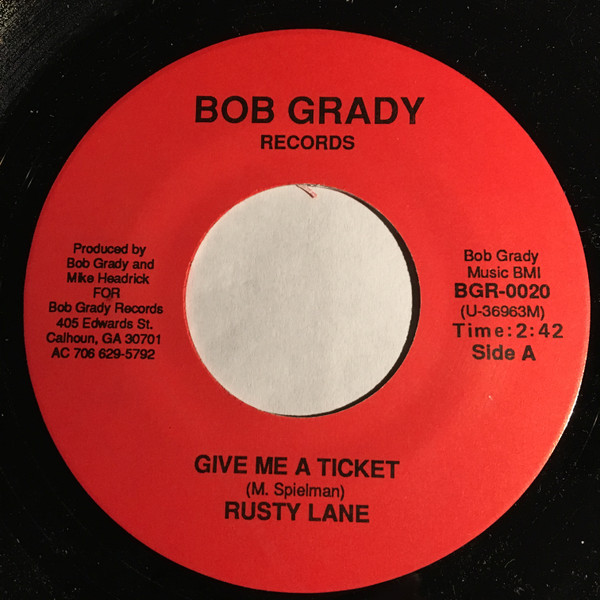 BOB GRADY
RECORDS
Produced by
Bob Grady and
Mike Headrick
FOR
Bob Grady Records
405 Edwards St.
Calhoun, GA 30701
AC 706 629-5792
Bob Grady
Music BMI
BGR-0020
(U-36963M)
Time:2:42
Side A
GIVE ME A TICKET
(M. Spielman)
RUSTY LANE